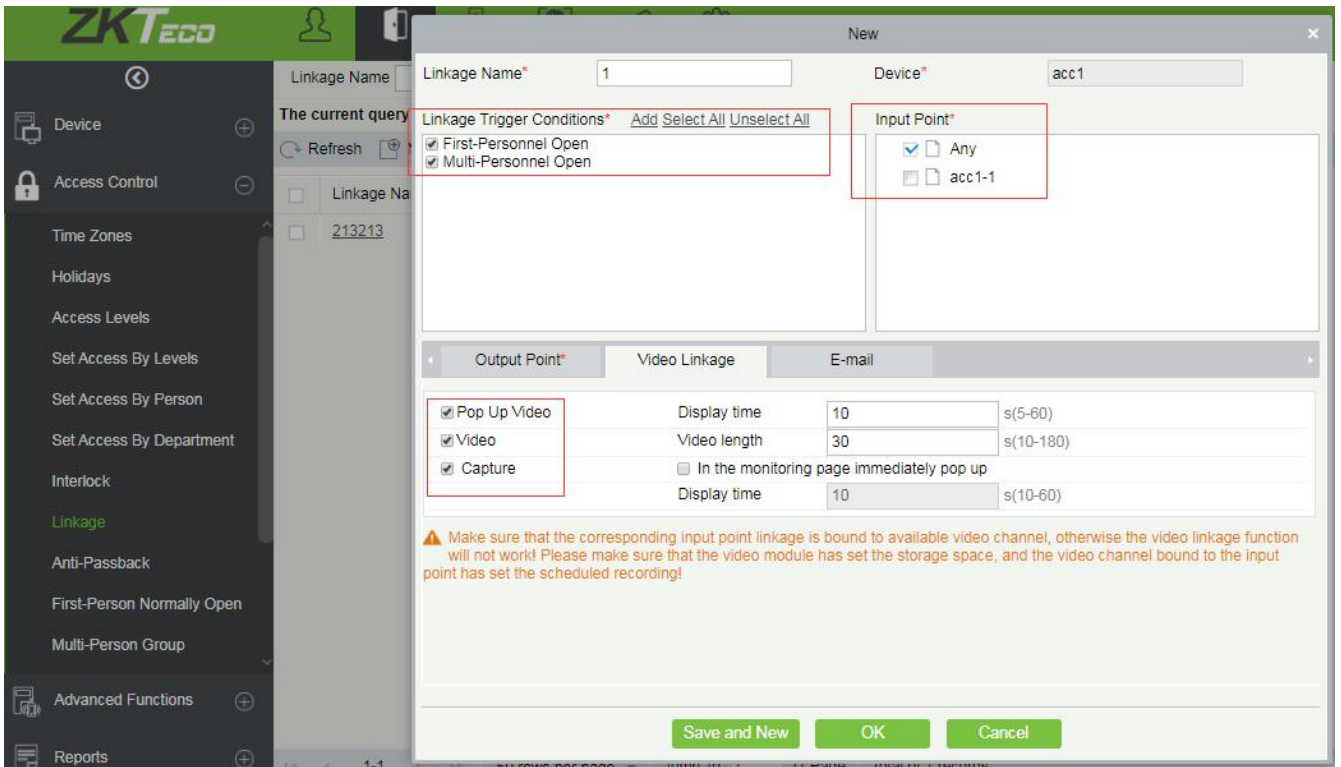 ZKTeco
New
Linkage Name
Linkage Name*
1
Device*
acc1
The current query
Linkage Trigger Conditions*
Add Select All Unselect All
Input Point*
Refresh
First-Personnel Open
Multi-Personnel Open
Any
acc1-1
Linkage Na
213213
Device
Access Control
Time Zones
Holidays
Access Levels
Set Access By Levels
Set Access By Person
Set Access By Department
Interlock
Linkage
Anti-Passback
First-Person Normally Open
Multi-Person Group
Advanced Functions
Reports
Output Point*
Video Linkage
E-mail
Pop Up Video
Display time
10
s(5-60)
Video
Video length
30
s(10-180)
Capture
In the monitoring page immediately pop up
Display time
10
s(10-60)
Make sure that the corresponding input point linkage is bound to available video channel, otherwise the video linkage function
will not work! Please make sure that the video module has set the storage space, and the video channel bound to the input
point has set the scheduled recording!
Save and New
OK
Cancel
1-1
50 rows per page